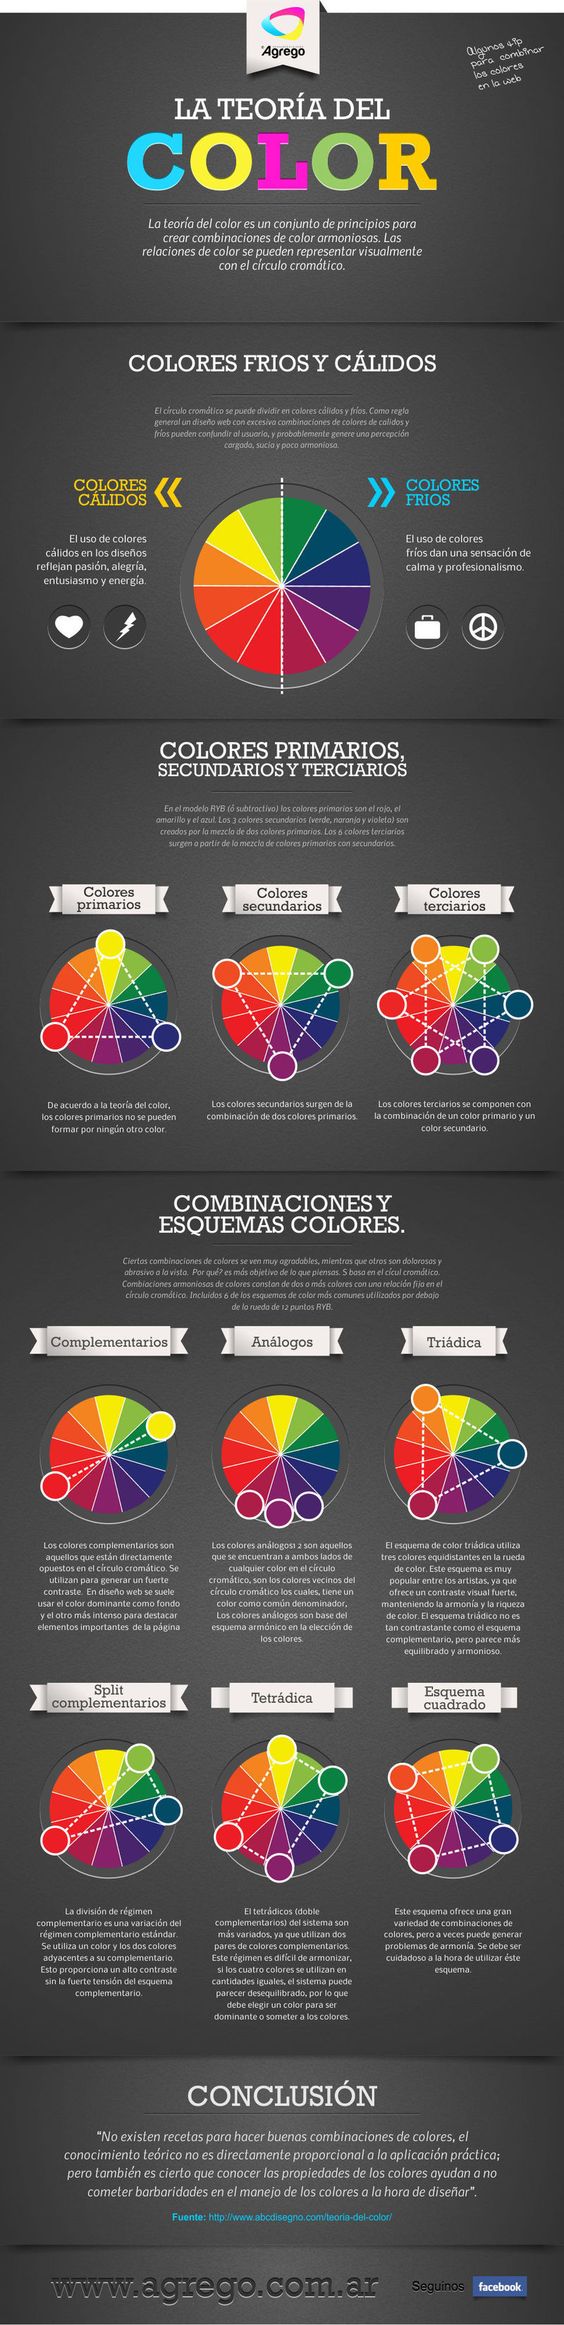 Agrego
Algunos tip
para combinar
los colores
en la web
LA TEORÍA DEL
COLOR
La teoría del color es un conjunto de principios para
crear combinaciones de color armoniosas. Las
relaciones de color se pueden representar visualmente
con el círculo cromático.
COLORES FRIOS Y CÁLIDOS
El círculo cromático se puede dividir en colores cálidos y fríos. Como regla
general un diseño web con excesiva combinaciones de colores de calidos y
fríos pueden confundir al usuario, y probablemente genere una percepción
cargada, sucia y poco armoniosa.
COLORES
CÁLIDOS
El uso de colores
cálidos en los diseños
reflejan pasión, alegría,
entusiasmo y energía.
COLORES
FRIOS
El uso de colores
fríos dan una sensación de
calma y profesionalismo.
COLORES PRIMARIOS,
SECUNDARIOS Y TERCIARIOS
En el modelo RYB (ó subtractivo) los colores primarios son el rojo, el
amarillo y el azul. Los 3 colores secundarios (verde, naranja y violeta) son
creados por la mezcla de dos colores primarios. Los 6 colores terciarios
surgen a partir de la mezcla de colores primarios con secundarios.
Colores
primarios
De acuerdo a la teoría del color,
los colores primarios no se pueden
formar por ningún otro color.
Colores
secundarios
Los colores secundarios surgen de la
combinación de dos colores primarios.
Colores
terciarios
Los colores terciarios se componen con
la combinación de un color primario y un
color secundario.
COMBINACIONES Y
ESQUEMAS COLORES.
Ciertas combinaciones de colores se ven muy agradables, mientras que otros son dolorosos y
abrasivo a la vista. Por qué? es más objetivo de lo que piensas. S basa en el cícul cromático.
Combiaciones armoniosas de colores constan de dos o más colores con una relación fija en el
círculo cromático. Incluidos 6 de los esquemas de color más comunes utilizados por debajo
de la rueda de 12 puntos RYB.
Complementarios
Los colores complementarios son
aquellos que están directamente
opuestos en el círculo cromático. Se
utilizan para generar un fuerte
contraste. En diseño web se suele
usar el color dominante como fondo
y el otro más intenso para destacar
elementos importantes de la página
Análogos
Los colores análogos1 2 son aquellos
que se encuentran a ambos lados de
cualquier color en el círculo
cromático, son los colores vecinos del
círculo cromático los cuales, tiene un
color como común denominador,
Los colores análogos son base del
esquema armónico en la elección de
los colores.
Triádica
El esquema de color triádica utiliza
tres colores equidistantes en la rueda
de color. Este esquema es muy
popular entre los artistas, ya que
ofrece un contraste visual fuerte,
manteniendo la armonía y la riqueza
de color. El esquema triádico no es
tan contrastante como el esquema
complementario, pero parece más
equilibrado y armonioso.
Split
complementarios
La división de régimen
complementario es una variación del
régimen complementario estándar.
Se utiliza un color y los dos colores
adyacentes a su complementario.
Esto proporciona un alto contraste
sin la fuerte tensión del esquema
complementario.
Tetrádica
El tetrádicos (doble
complementarios) del sistema son
más variados, ya que utilizan dos
pares de colores complementarios.
Este régimen es difícil de armonizar,
si los cuatro colores se utilizan en
cantidades iguales, el sistema puede
parecer desequilibrado, por lo que
debe elegir un color para ser
dominante o someter a los colores.
Esquema
cuadrado
Este esquema ofrece una gran
variedad de combinaciones de
colores, pero a veces puede generar
problemas de armonía. Se debe ser
cuidadoso a la hora de utilizar éste
esquema.
CONCLUSIÓN
"No existen recetas para hacer buenas combinaciones de colores, el
conocimiento teórico no es directamente proporcional a la aplicación práctica;
pero también es cierto que conocer las propiedades de los colores ayudan a no
cometer barbaridades en el manejo de los colores a la hora de diseñar".
Fuente: http://www.abcdisegno.com/teoria-del-color/
www.agrego.com.ar
Seguinos facebook